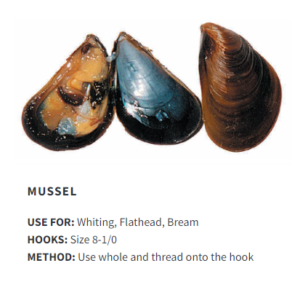 MUSSEL
USE FOR: Whiting, Flathead, Bream
HOOKS: Size 8-1/0
METHOD: Use whole and thread onto the hook